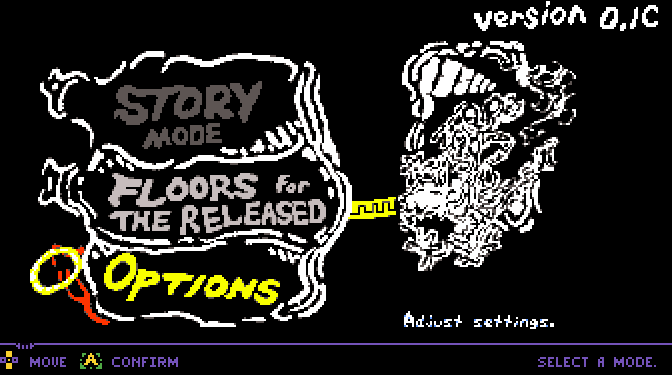 version 0.1C
STORY
MODE
FLOORS for
THE RELEASED
OPTIONS
Adjust settings.
MOVE A CONFIRM
SELECT A MODE.